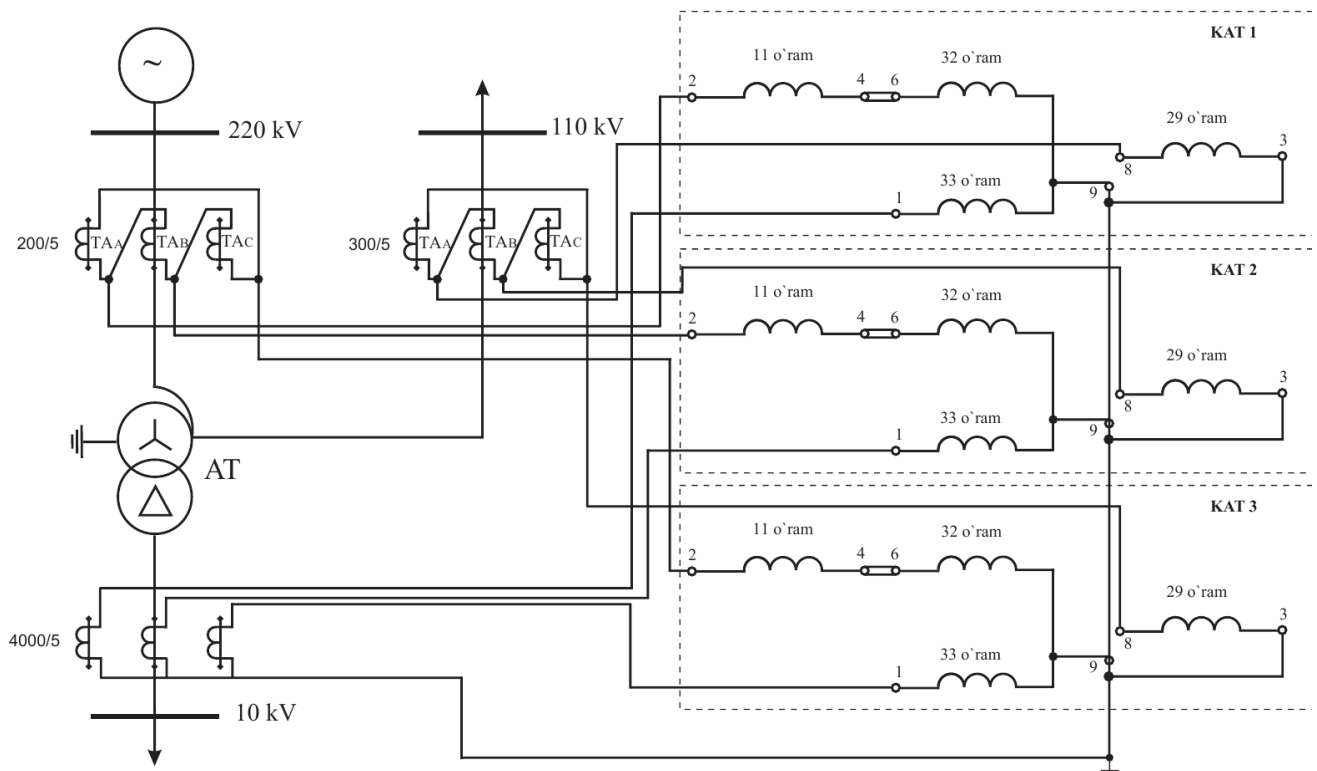 KAT 1
11 o`ram
32 o`ram
2
4
6
29 o`ram
3
8
33 o`ram
1
9
~
220 kV
110 kV
200/5
TAA
TAB
TAC
300/5
TAA
TAB
TAC
KAT 2
11 o`ram
32 o`ram
2
4
6
29 o`ram
3
8
33 o`ram
1
9
AT
KAT 3
11 o`ram
32 o`ram
2
4
6
29 o`ram
3
8
33 o`ram
1
9
4000/5
10 kV